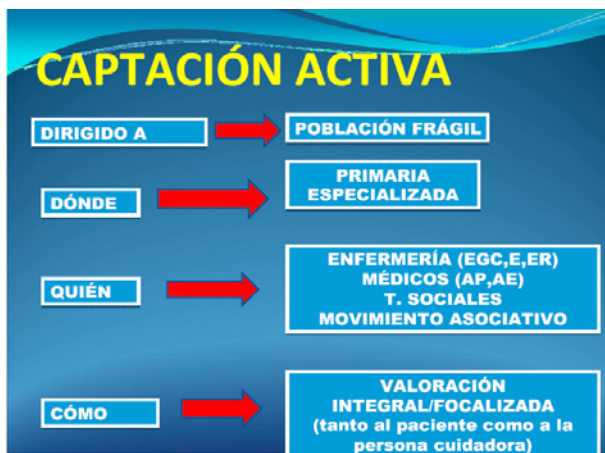 CAPTACIÓN ACTIVA
DIRIGIDO A
POBLACIÓN FRÁGIL
DÓNDE
PRIMARIA
ESPECIALIZADA
QUIÉN
ENFERMERÍA (EGC,E,ER)
MÉDICOS (AP,AE)
T. SOCIALES
MOVIMIENTO ASOCIATIVO
CÓMO
VALORACIÓN
INTEGRAL/FOCALIZADA
(tanto al paciente como a la
persona cuidadora)